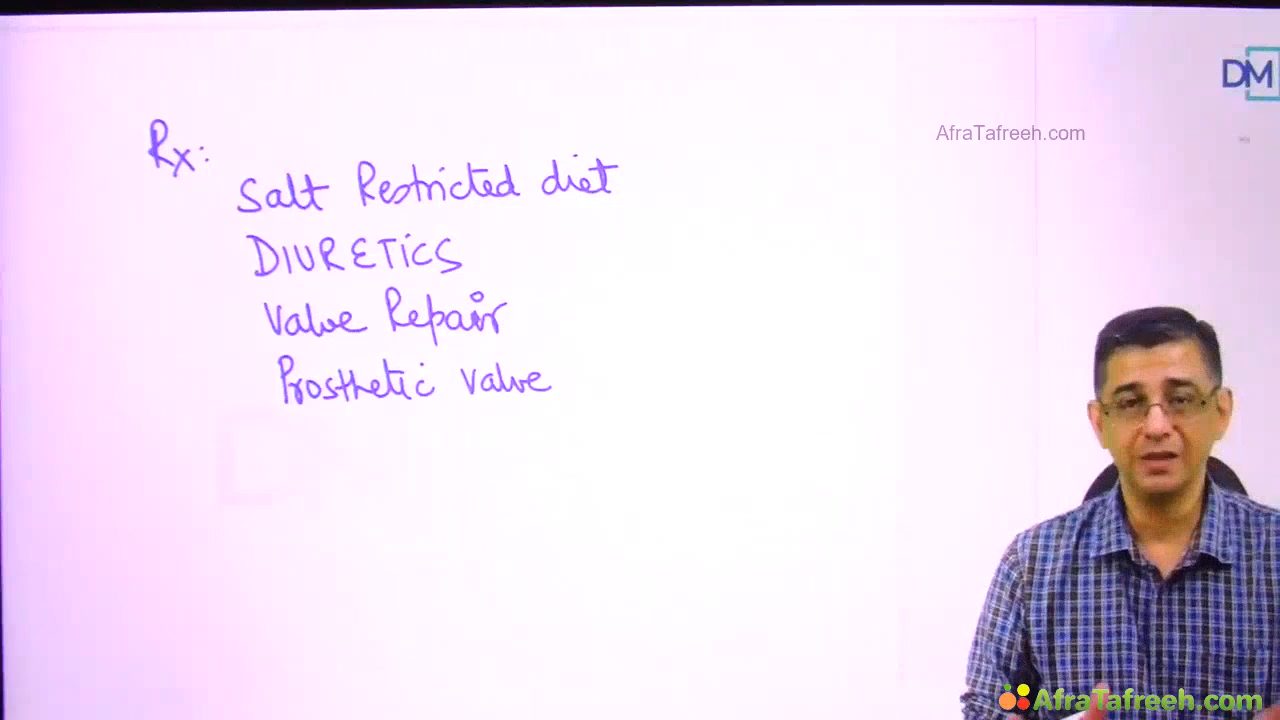 DM
AfraTafreeh.com
Rx:
Salt Restricted diet
DIURETICS
Valve Repair
Prosthetic valve
AfraTafreeh.com